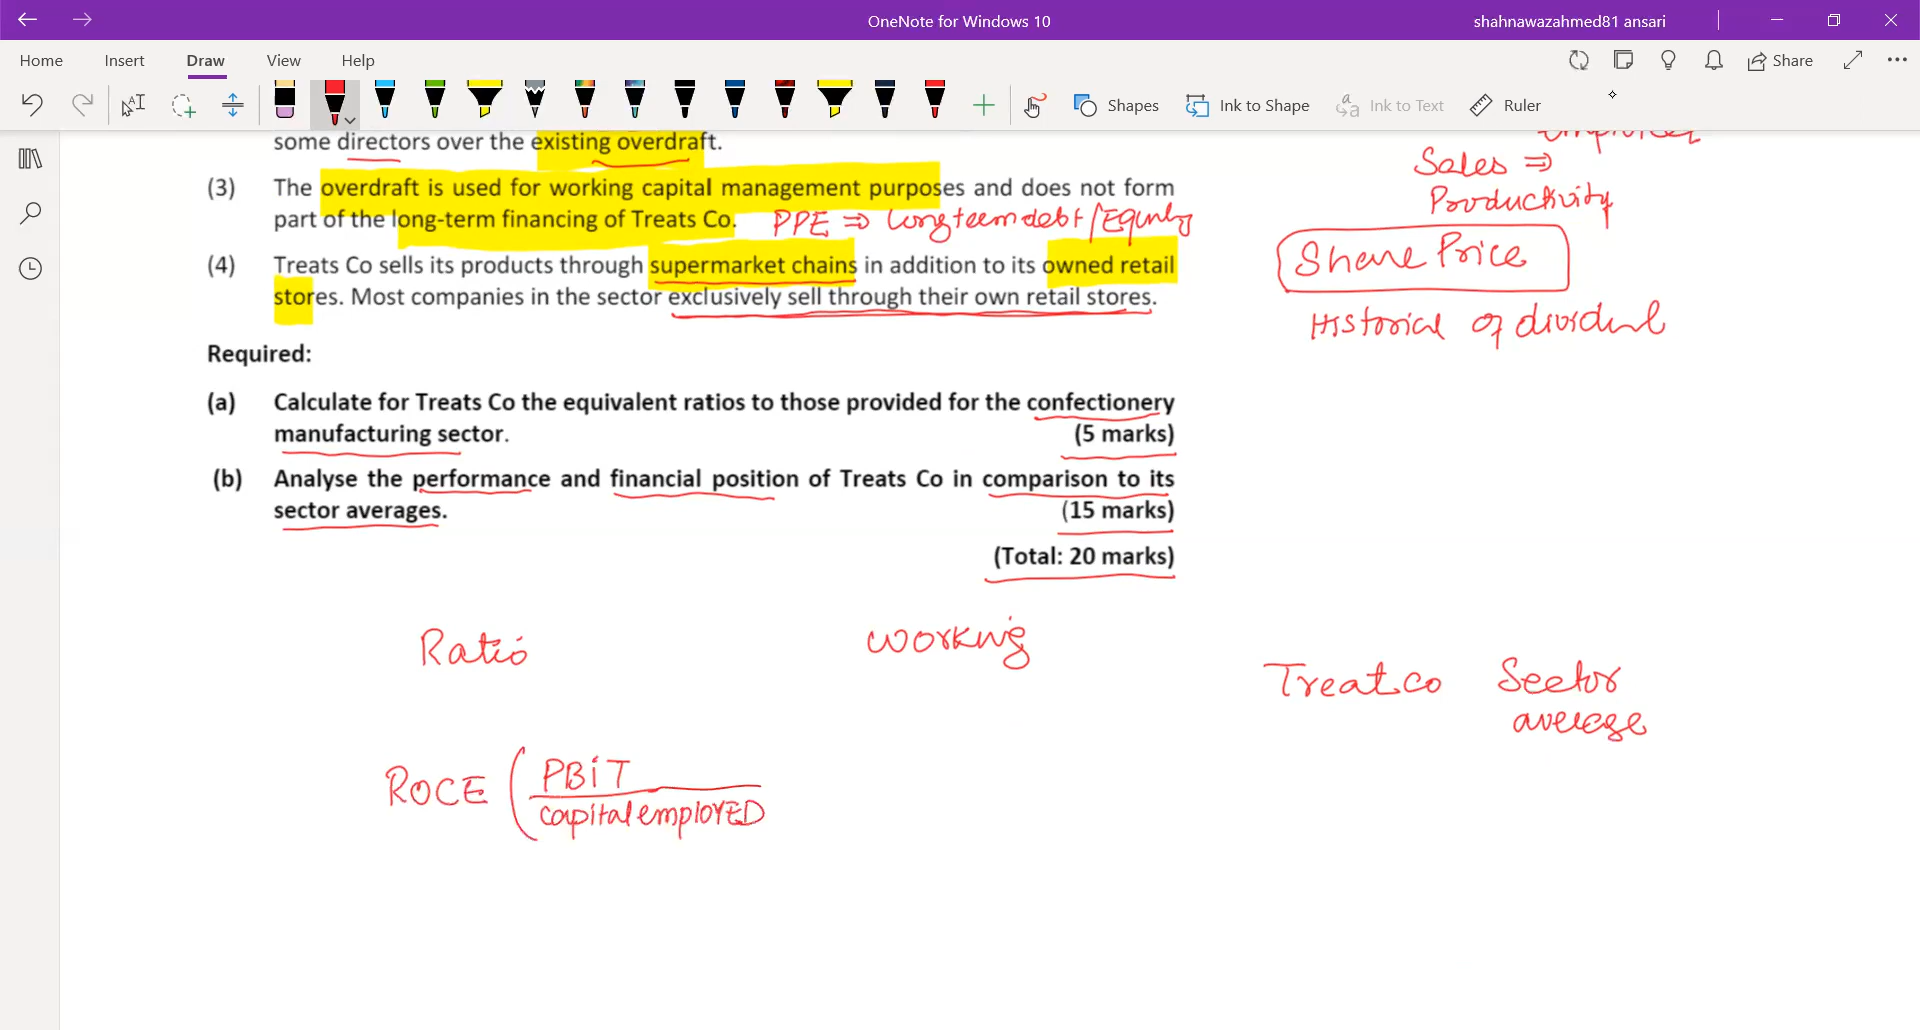 OneNote for Windows 10
shahnawazahmed81 ansari
Home Insert Draw View Help
Share
Shapes Ink to Shape Ink to Text Ruler
some directors over the existing overdraft.
(3) The overdraft is used for working capital management purposes and does not form
part of the long-term financing of Treats Co. PPE ⇒ Long term debt/Equity
(4) Treats Co sells its products through supermarket chains in addition to its owned retail
stores. Most companies in the sector exclusively sell through their own retail stores.
Sales ⇒
Productivity
Share Price
Historical of dividend
Required:
(a) Calculate for Treats Co the equivalent ratios to those provided for the confectionery
manufacturing sector. (5 marks)
(b) Analyse the performance and financial position of Treats Co in comparison to its
sector averages. (15 marks)
(Total: 20 marks)
Ratio working
Treatco Sector
average
ROCE ( PBIT
capital employED